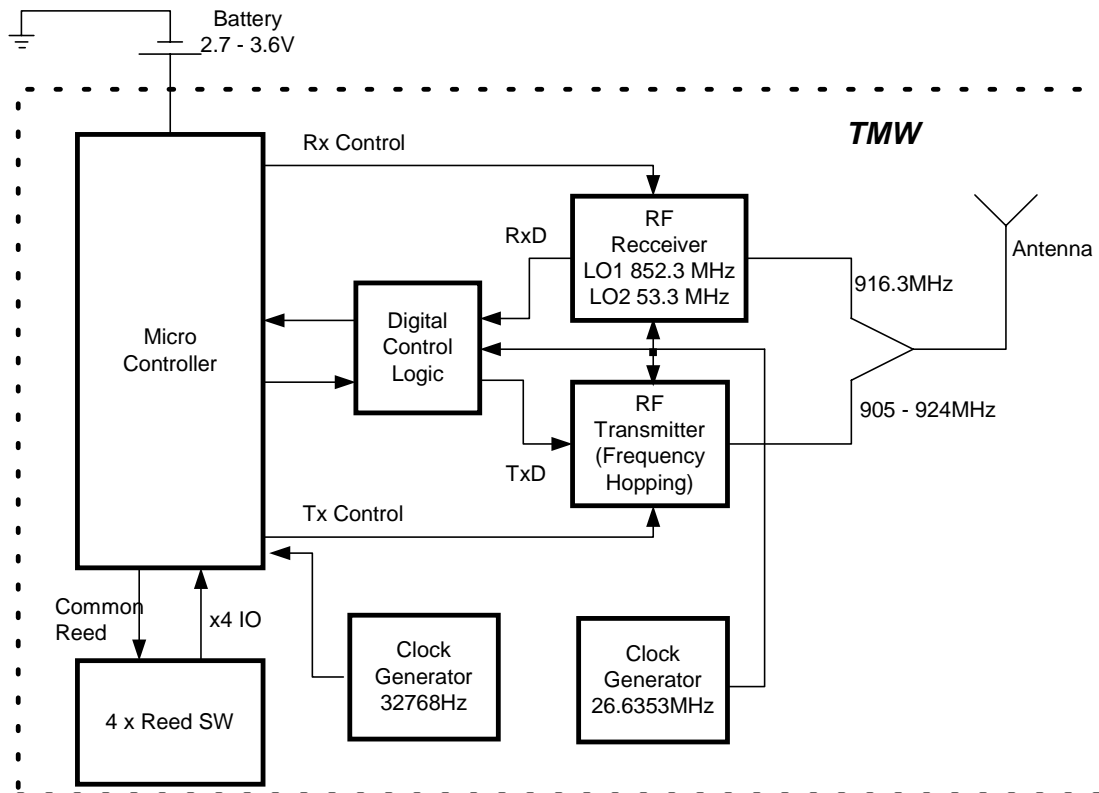 Battery
2.7 - 3.6V
TMW
Rx Control
RF
Recceiver
LO1 852.3 MHz
LO2 53.3 MHz
RxD
Antenna
916.3MHz
Micro
Controller
Digital
Control
Logic
RF
Transmitter
(Frequency
Hopping)
905 - 924MHz
TxD
Tx Control
Common
Reed
x4 IO
Clock
Generator
32768Hz
Clock
Generator
26.6353MHz
4 x Reed SW